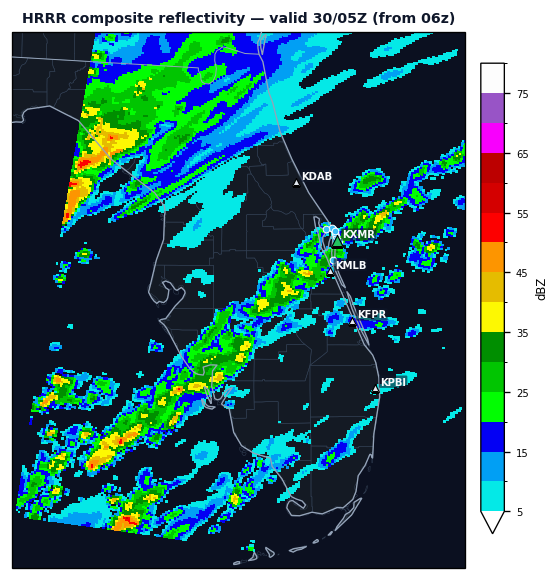 HRRR composite reflectivity — valid 30/05Z (from 06z)
KDAB
KXMR
KMLB
KFPR
KPBI
75
65
55
45
35
25
15
5
dBZ